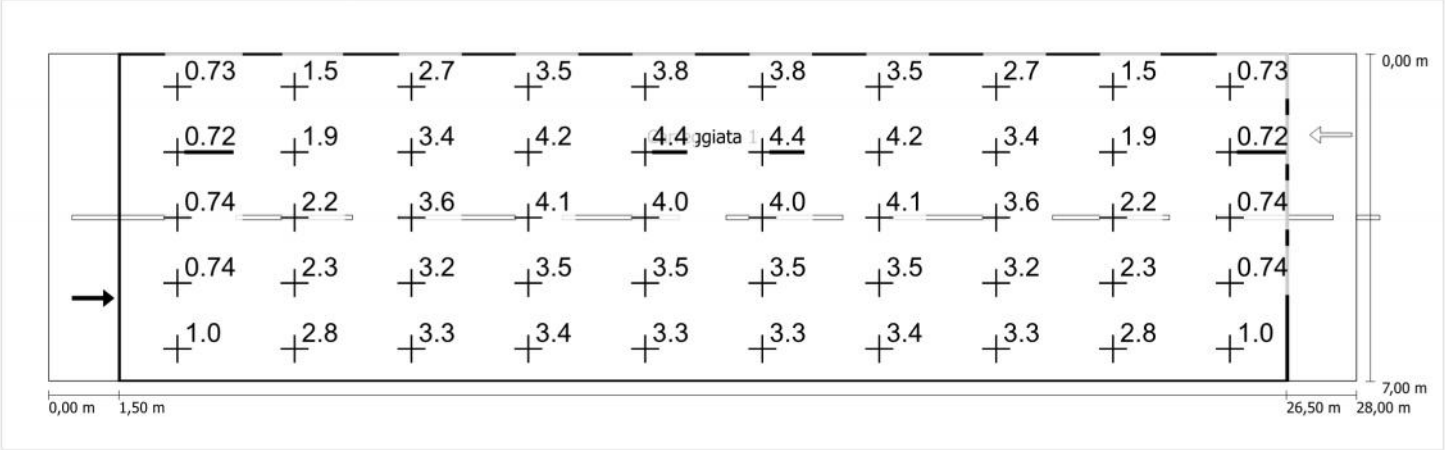 0.73 1.5 2.7 3.5 3.8 3.8 3.5 2.7 1.5 0.73
0,00 m
0.72 1.9 3.4 4.2 4.4 ggiata 1 4.4 4.2 3.4 1.9 0.72
0.74 2.2 3.6 4.1 4.0 4.0 4.1 3.6 2.2 0.74
0.74 2.3 3.2 3.5 3.5 3.5 3.5 3.2 2.3 0.74
1.0 2.8 3.3 3.4 3.3 3.3 3.4 3.3 2.8 1.0
7,00 m
0,00 m 1,50 m 26,50 m 28,00 m